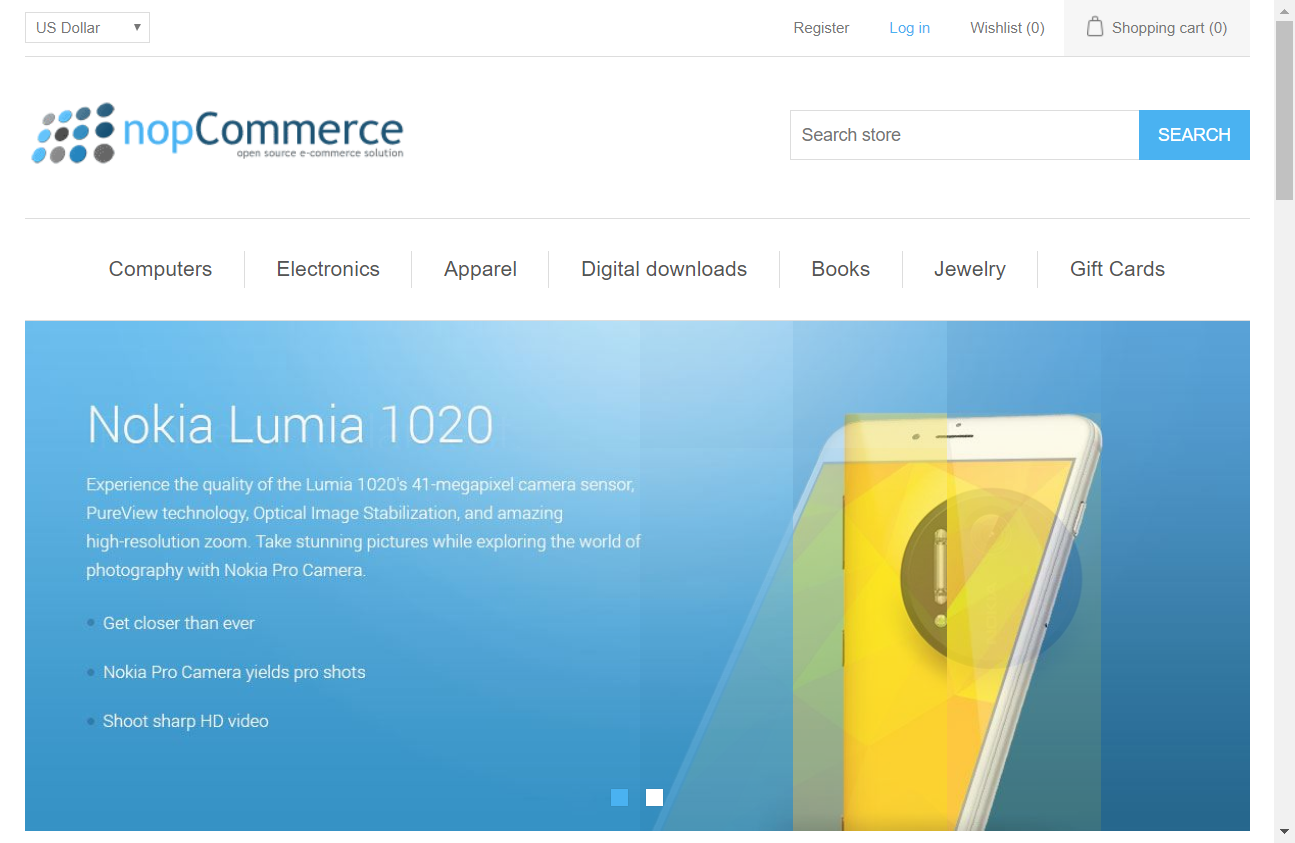 US Dollar Register Log in Wishlist (0) Shopping cart (0)
nopCommerce
open source e-commerce solution
Search store SEARCH
Computers Electronics Apparel Digital downloads Books Jewelry Gift Cards
Nokia Lumia 1020
Experience the quality of the Lumia 1020's 41-megapixel camera sensor,
PureView technology, Optical Image Stabilization, and amazing
high-resolution zoom. Take stunning pictures while exploring the world of
photography with Nokia Pro Camera.
Get closer than ever
Nokia Pro Camera yields pro shots
Shoot sharp HD video